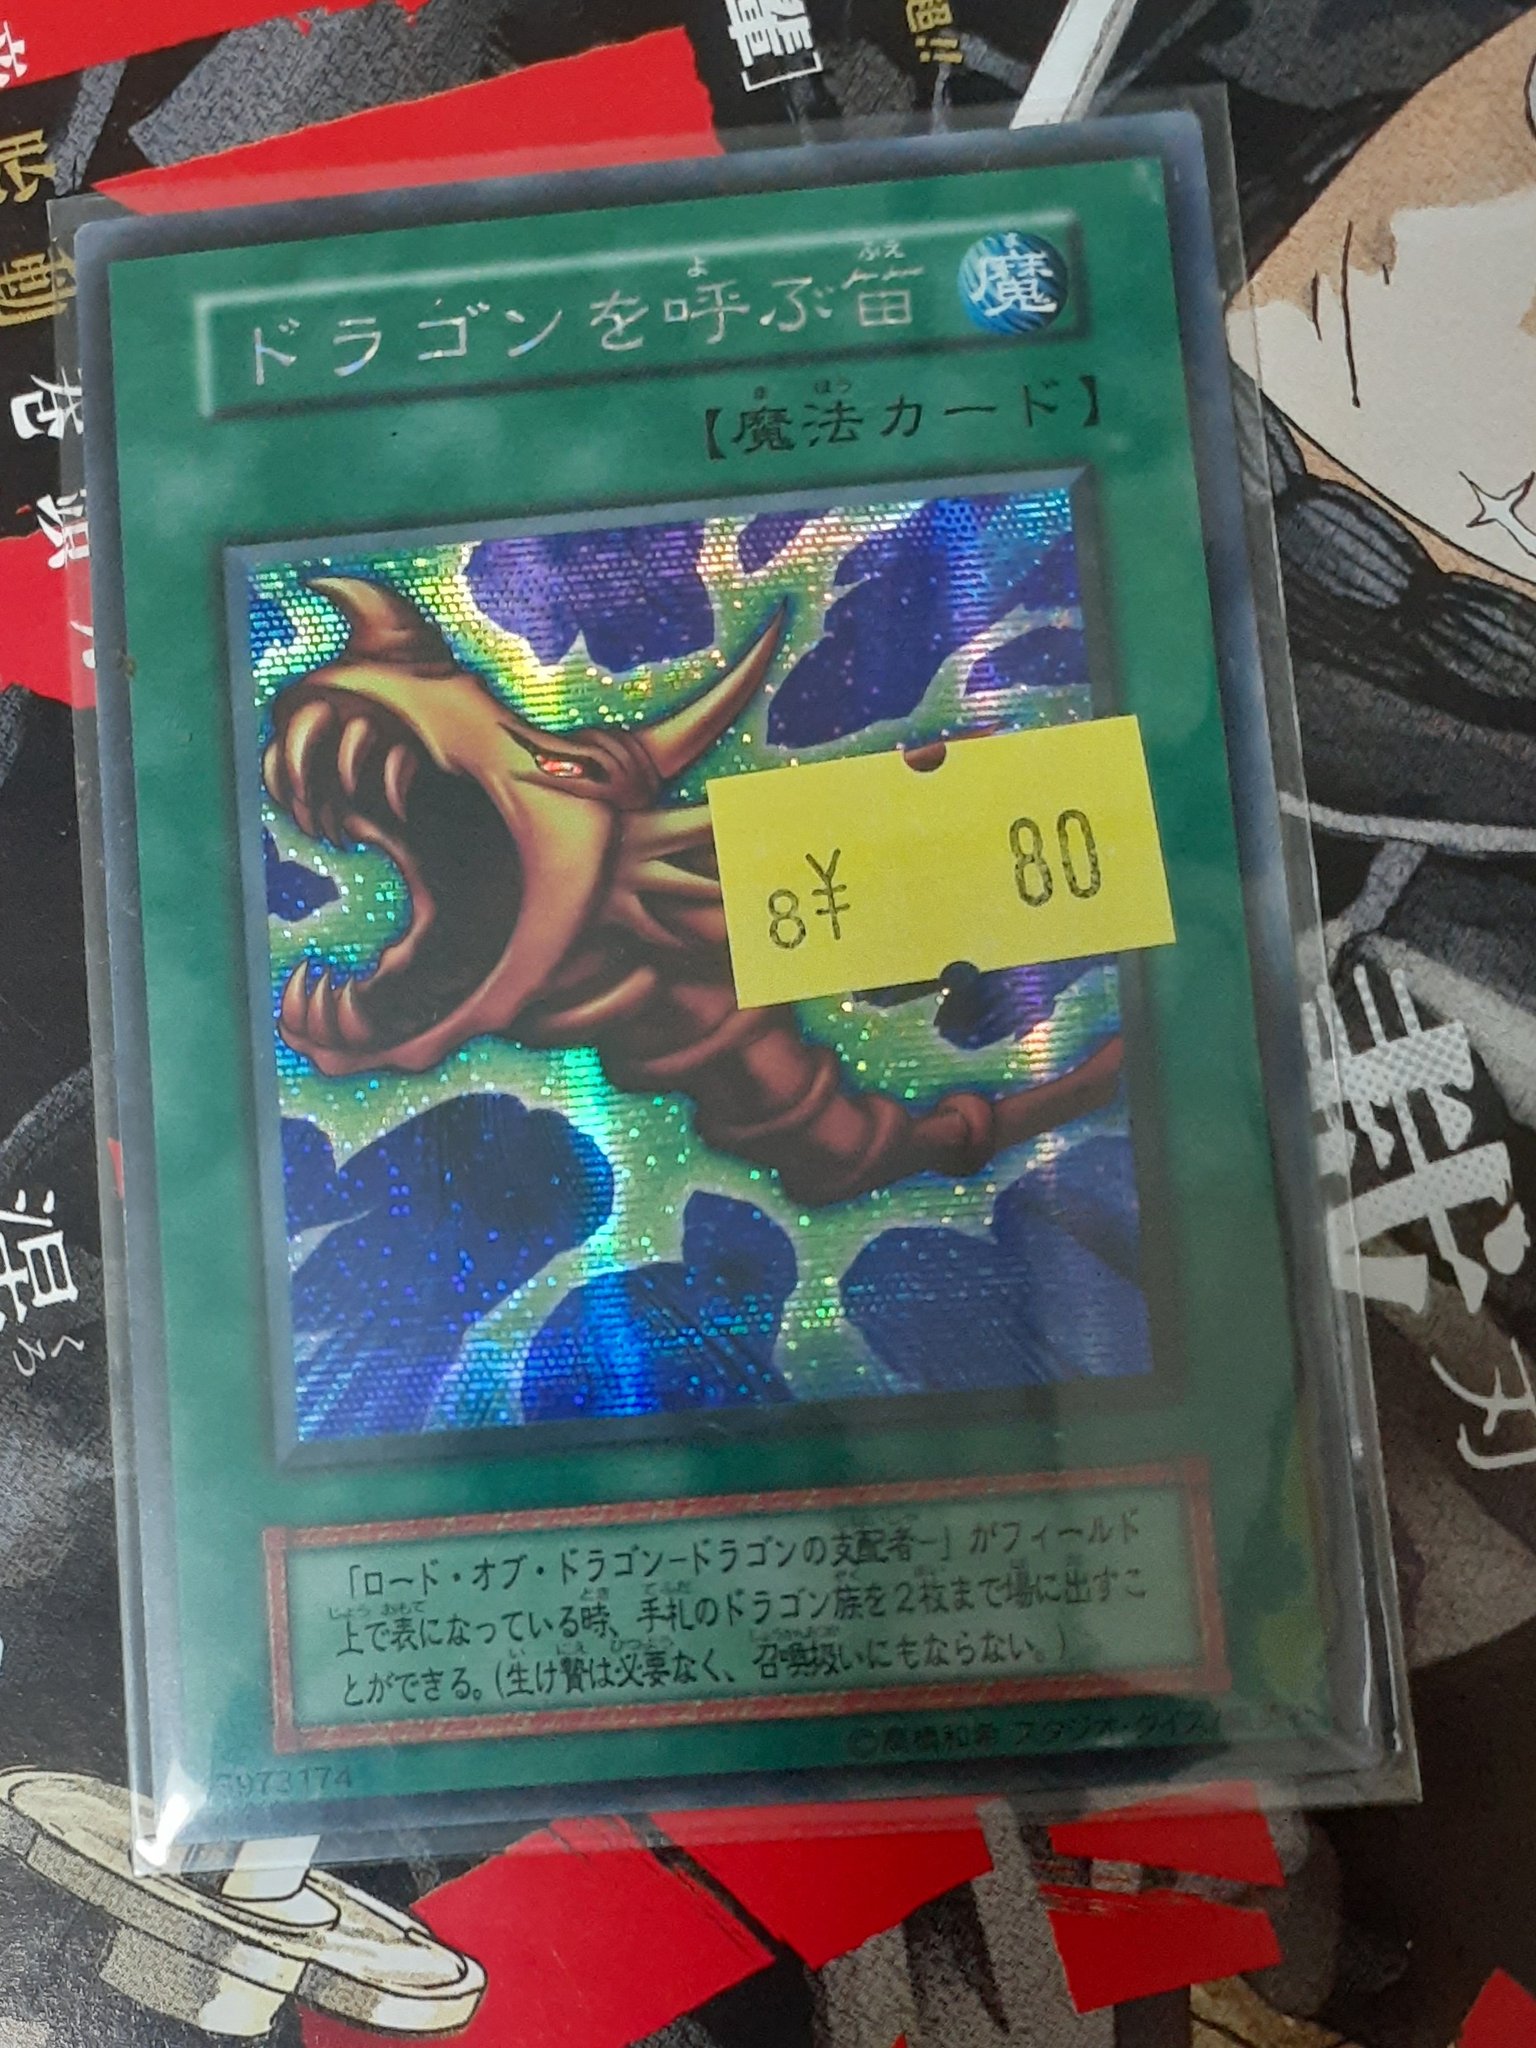 ドラゴンを呼ぶ笛
魔
【魔法カード】
8¥ 80
「ロード・オブ・ドラゴン−ドラゴンの支配者−」がフィールド
上で表になっている時、手札のドラゴン族を2枚まで場に出すこ
とができる。(生け贄は必要なく、召喚扱いにもならない。)
©高橋和希 スタジオ・ダイス/
973174
輩]
刃
くろ